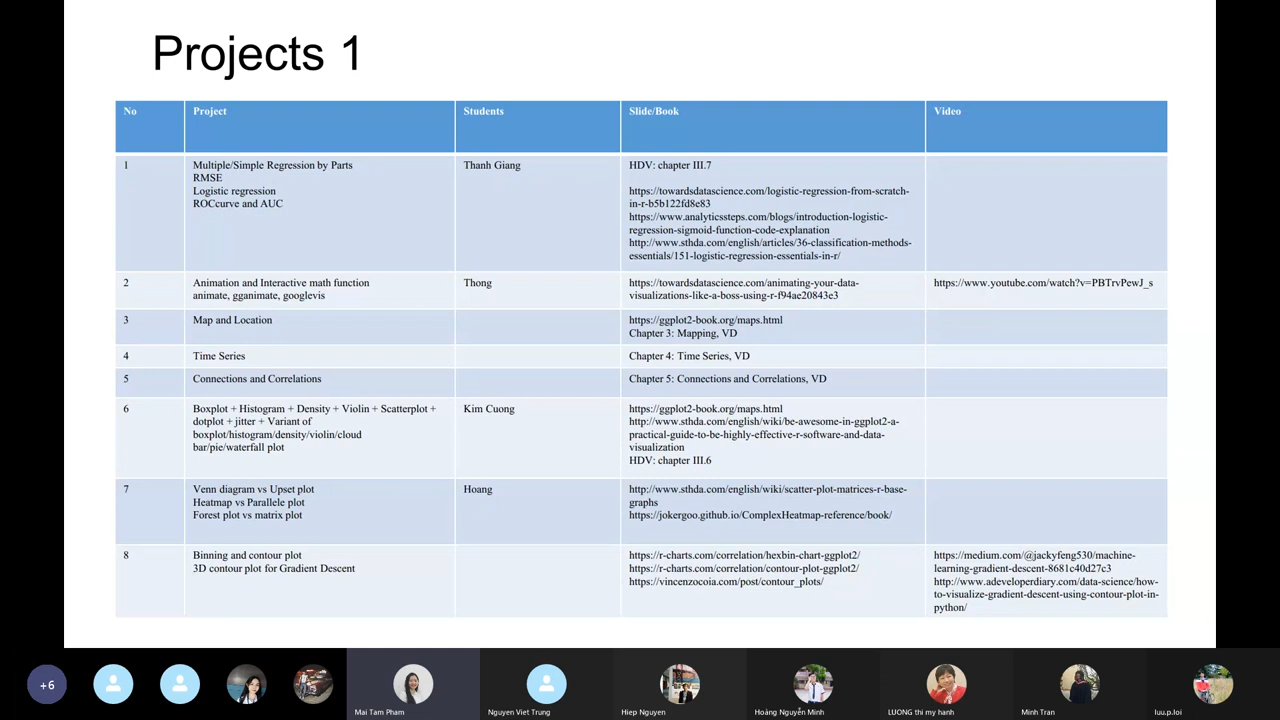 Projects 1
No
Project
Students
Slide/Book
Video
1
Multiple/Simple Regression by Parts
RMSE
Logistic regression
ROCcurve and AUC
Thanh Giang
HDV: chapter III.7
https://towardsdatascience.com/logistic-regression-from-scratch-
in-r-b5b122fd8e83
https://www.analyticssteps.com/blogs/introduction-logistic-
regression-sigmoid-function-code-explanation
http://www.sthda.com/english/articles/36-classification-methods-
essentials/151-logistic-regression-essentials-in-r/
2
Animation and Interactive math function
animate, gganimate, googlevis
Thong
https://towardsdatascience.com/animating-your-data-
visualizations-like-a-boss-using-r-f94ae20843e3
https://www.youtube.com/watch?v=PBTrvPewJ_s
3
Map and Location
https://ggplot2-book.org/maps.html
Chapter 3: Mapping, VD
4
Time Series
Chapter 4: Time Series, VD
5
Connections and Correlations
Chapter 5: Connections and Correlations, VD
6
Boxplot + Histogram + Density + Violin + Scatterplot +
dotplot + jitter + Variant of
boxplot/histogram/density/violin/cloud
bar/pie/waterfall plot
Kim Cuong
https://ggplot2-book.org/maps.html
http://www.sthda.com/english/wiki/be-awesome-in-ggplot2-a-
practical-guide-to-be-highly-effective-r-software-and-data-
visualization
HDV: chapter III.6
7
Venn diagram vs Upset plot
Heatmap vs Parallele plot
Forest plot vs matrix plot
Hoang
http://www.sthda.com/english/wiki/scatter-plot-matrices-r-base-
graphs
https://jokergoo.github.io/ComplexHeatmap-reference/book/
8
Binning and contour plot
3D contour plot for Gradient Descent
https://r-charts.com/correlation/hexbin-chart-ggplot2/
https://r-charts.com/correlation/contour-plot-ggplot2/
https://vincenzocoia.com/post/contour_plots/
https://medium.com/@jackyfeng530/machine-
learning-gradient-descent-8681c40d27c3
http://www.adeveloperdiary.com/data-science/how-
to-visualize-gradient-descent-using-contour-plot-in-
python/
+6
Mai Tam Pham
Nguyen Viet Trung
Hiep Nguyen
Hoàng Nguyễn Minh
LUONG thi my hanh
Minh Tran
luu.p.loi